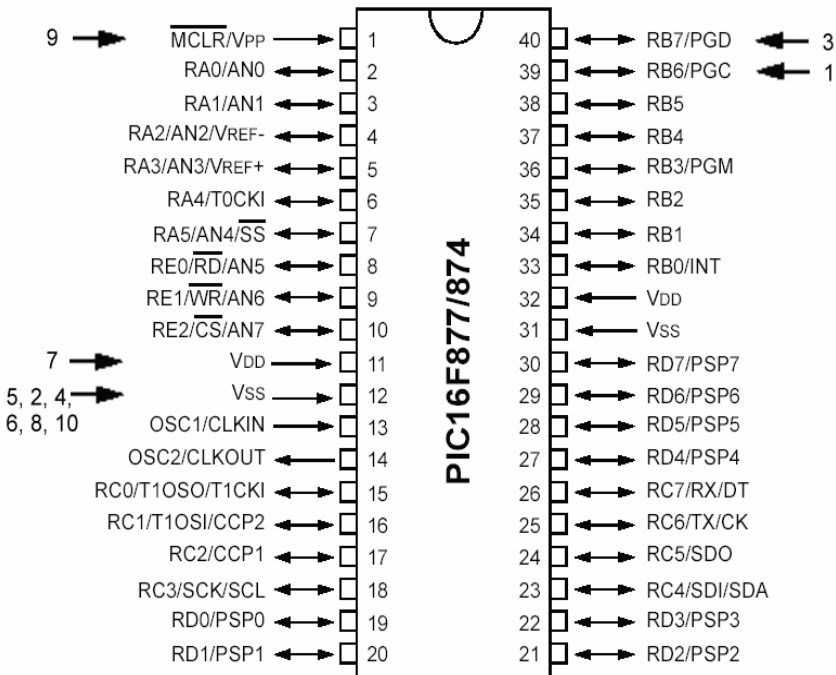 9 MCLR/VPP 1 40 RB7/PGD 3
RA0/AN0 2 39 RB6/PGC 1
RA1/AN1 3 38 RB5
RA2/AN2/VREF- 4 37 RB4
RA3/AN3/VREF+ 5 36 RB3/PGM
RA4/T0CKI 6 35 RB2
RA5/AN4/SS 7 34 RB1
RE0/RD/AN5 8 33 RB0/INT
RE1/WR/AN6 9 32 VDD
RE2/CS/AN7 10 31 VSS
7 VDD 11 30 RD7/PSP7
5, 2, 4, VSS 12 29 RD6/PSP6
6, 8, 10 OSC1/CLKIN 13 28 RD5/PSP5
OSC2/CLKOUT 14 27 RD4/PSP4
RC0/T1OSO/T1CKI 15 26 RC7/RX/DT
RC1/T1OSI/CCP2 16 25 RC6/TX/CK
RC2/CCP1 17 24 RC5/SDO
RC3/SCK/SCL 18 23 RC4/SDI/SDA
RD0/PSP0 19 22 RD3/PSP3
RD1/PSP1 20 21 RD2/PSP2
PIC16F877/874